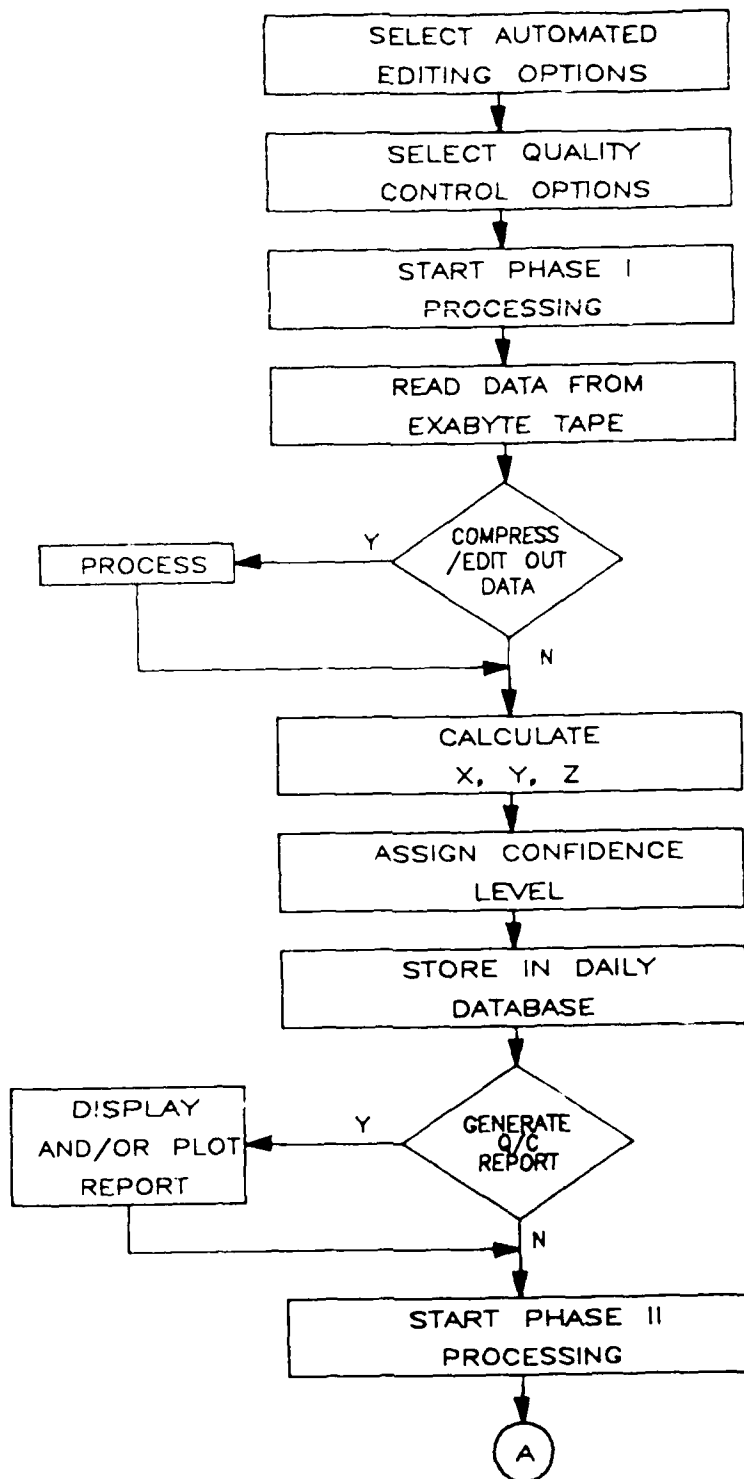 SELECT AUTOMATED
EDITING OPTIONS
SELECT QUALITY
CONTROL OPTIONS
START PHASE I
PROCESSING
READ DATA FROM
EXABYTE TAPE
COMPRESS
/EDIT OUT
DATA
Y
PROCESS
N
CALCULATE
X, Y, Z
ASSIGN CONFIDENCE
LEVEL
STORE IN DAILY
DATABASE
GENERATE
Q/C
REPORT
Y
DISPLAY
AND/OR PLOT
REPORT
N
START PHASE II
PROCESSING
A